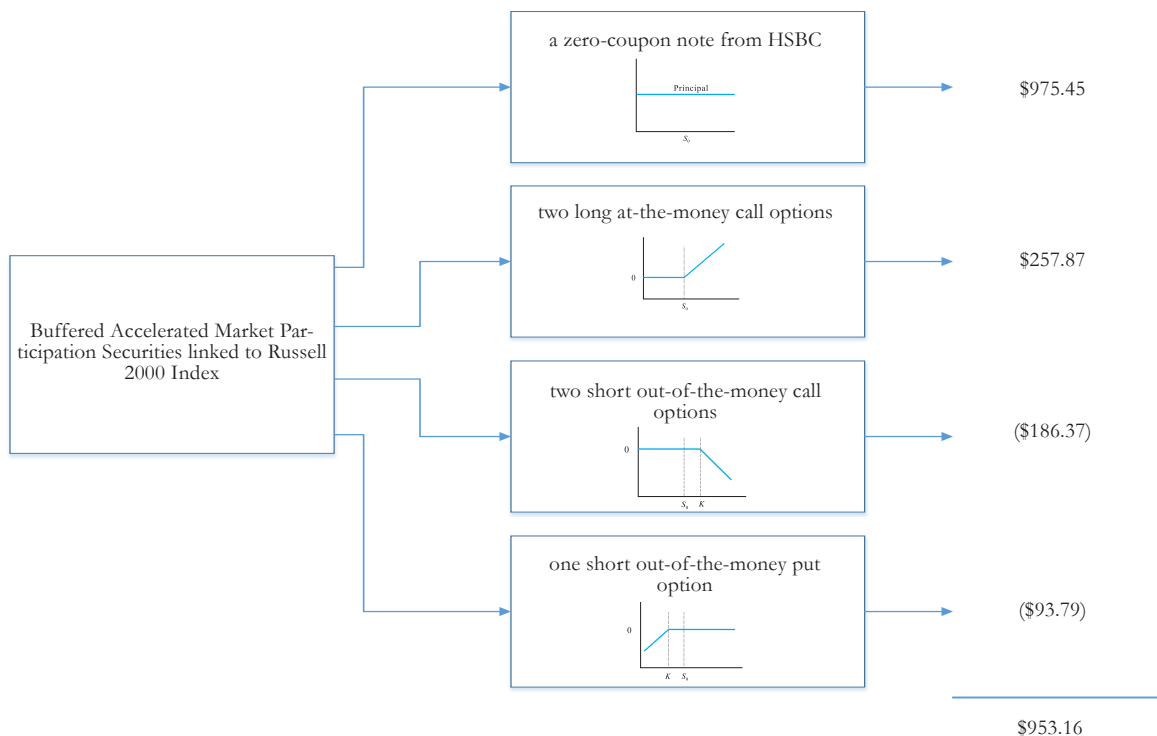 a zero-coupon note from HSBC
Principal
S₀
$975.45
two long at-the-money call options
0
S₀
$257.87
Buffered Accelerated Market Par-
ticipation Securities linked to Russell
2000 Index
two short out-of-the-money call
options
0
S₀ K
($186.37)
one short out-of-the-money put
option
0
K S₀
($93.79)
$953.16